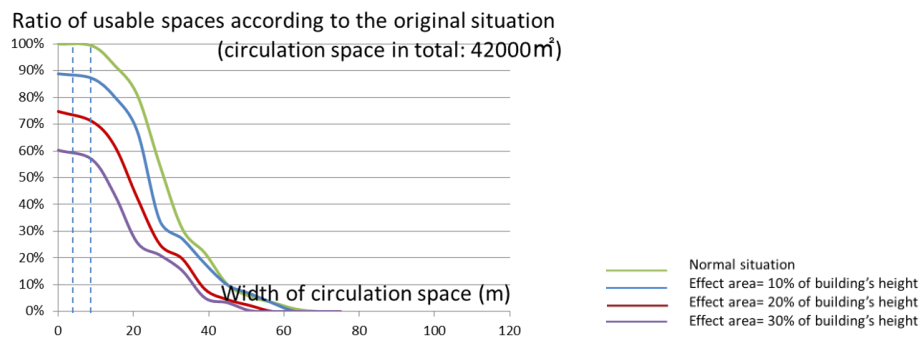 Ratio of usable spaces according to the original situation
(circulation space in total: 42000㎡)
100%
90%
80%
70%
60%
50%
40%
30%
20%
10%
0%
Width of circulation space (m)
0 20 40 60 80 100 120
Normal situation
Effect area= 10% of building's height
Effect area= 20% of building's height
Effect area= 30% of building's height